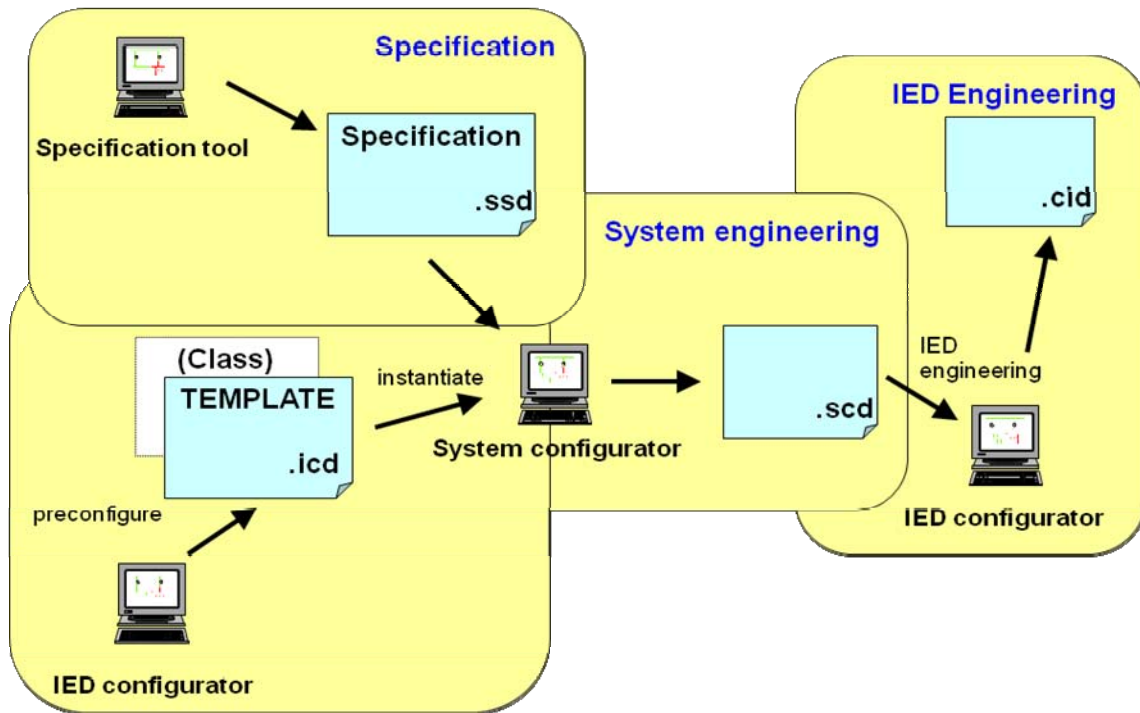 Specification
Specification tool
Specification
.ssd
IED Engineering
.cid
System engineering
(Class)
TEMPLATE
.icd
instantiate
System configurator
.scd
IED
engineering
IED configurator
preconfigure
IED configurator